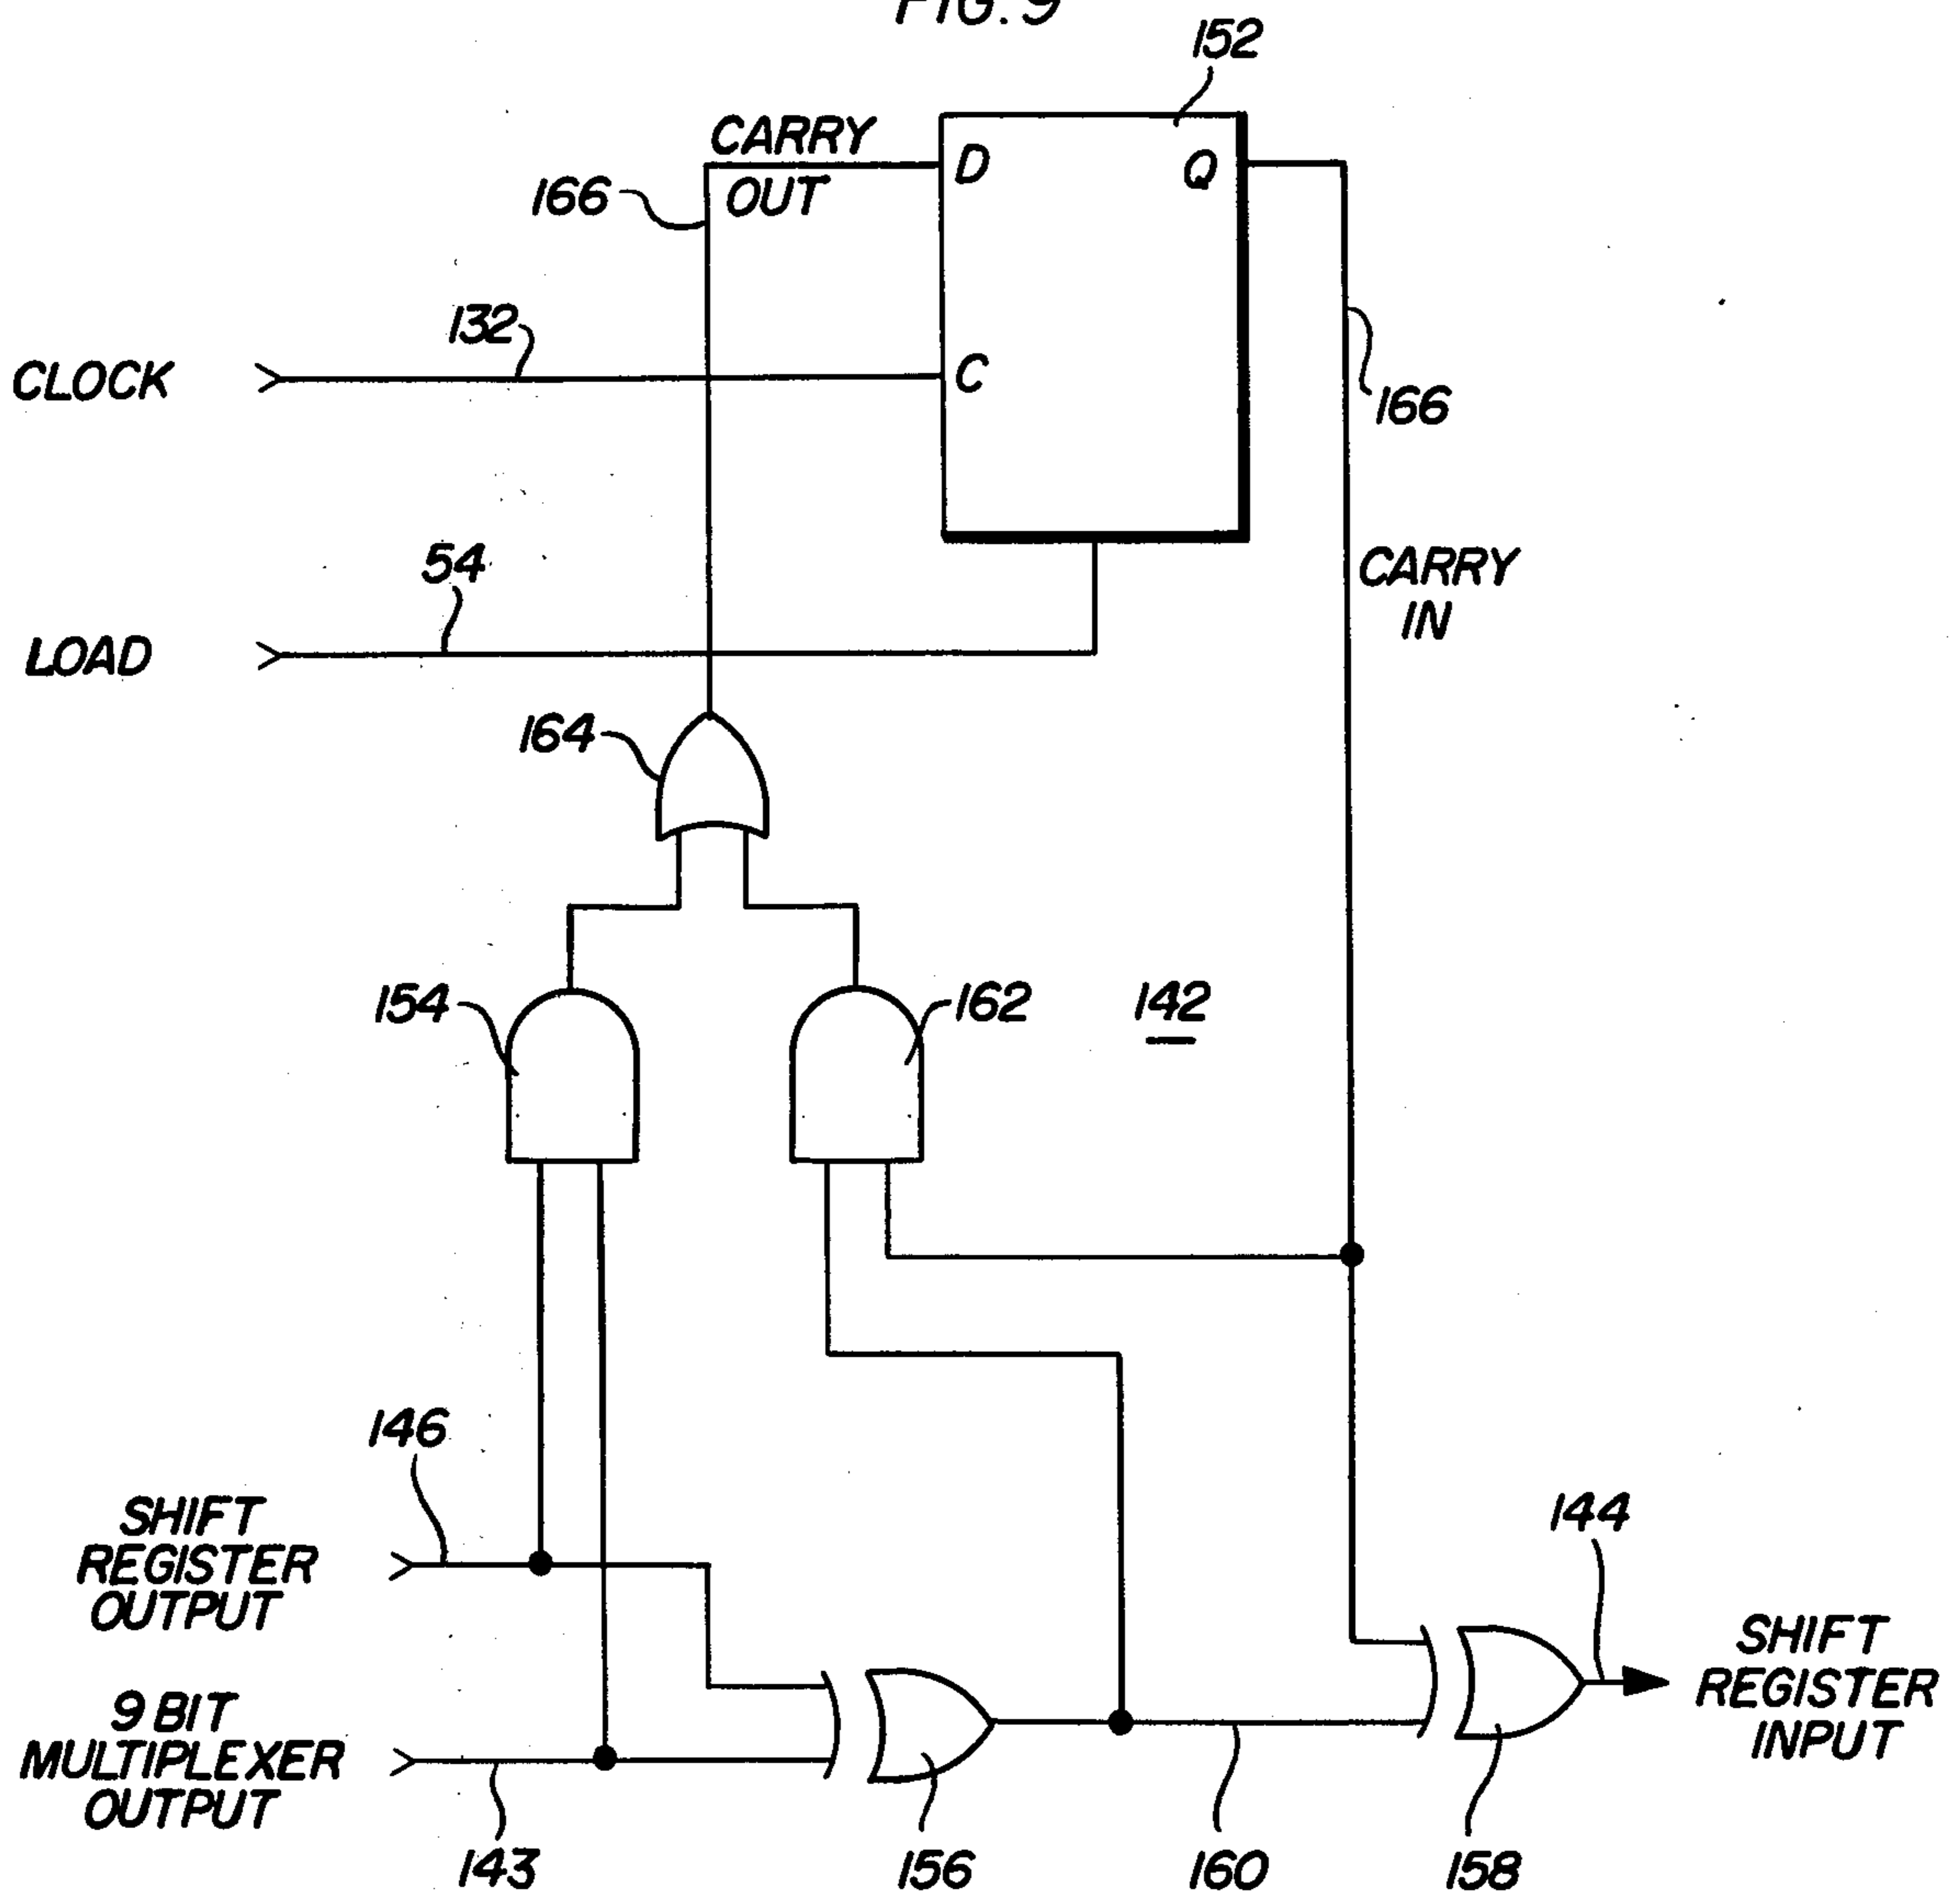 FIG. 9
152
CARRY
OUT
D
Q
166
132
CLOCK
C
166
54
CARRY
IN
LOAD
164
154
162
142
146
SHIFT
REGISTER
OUTPUT
144
SHIFT
REGISTER
INPUT
9 BIT
MULTIPLEXER
OUTPUT
143
156
160
158